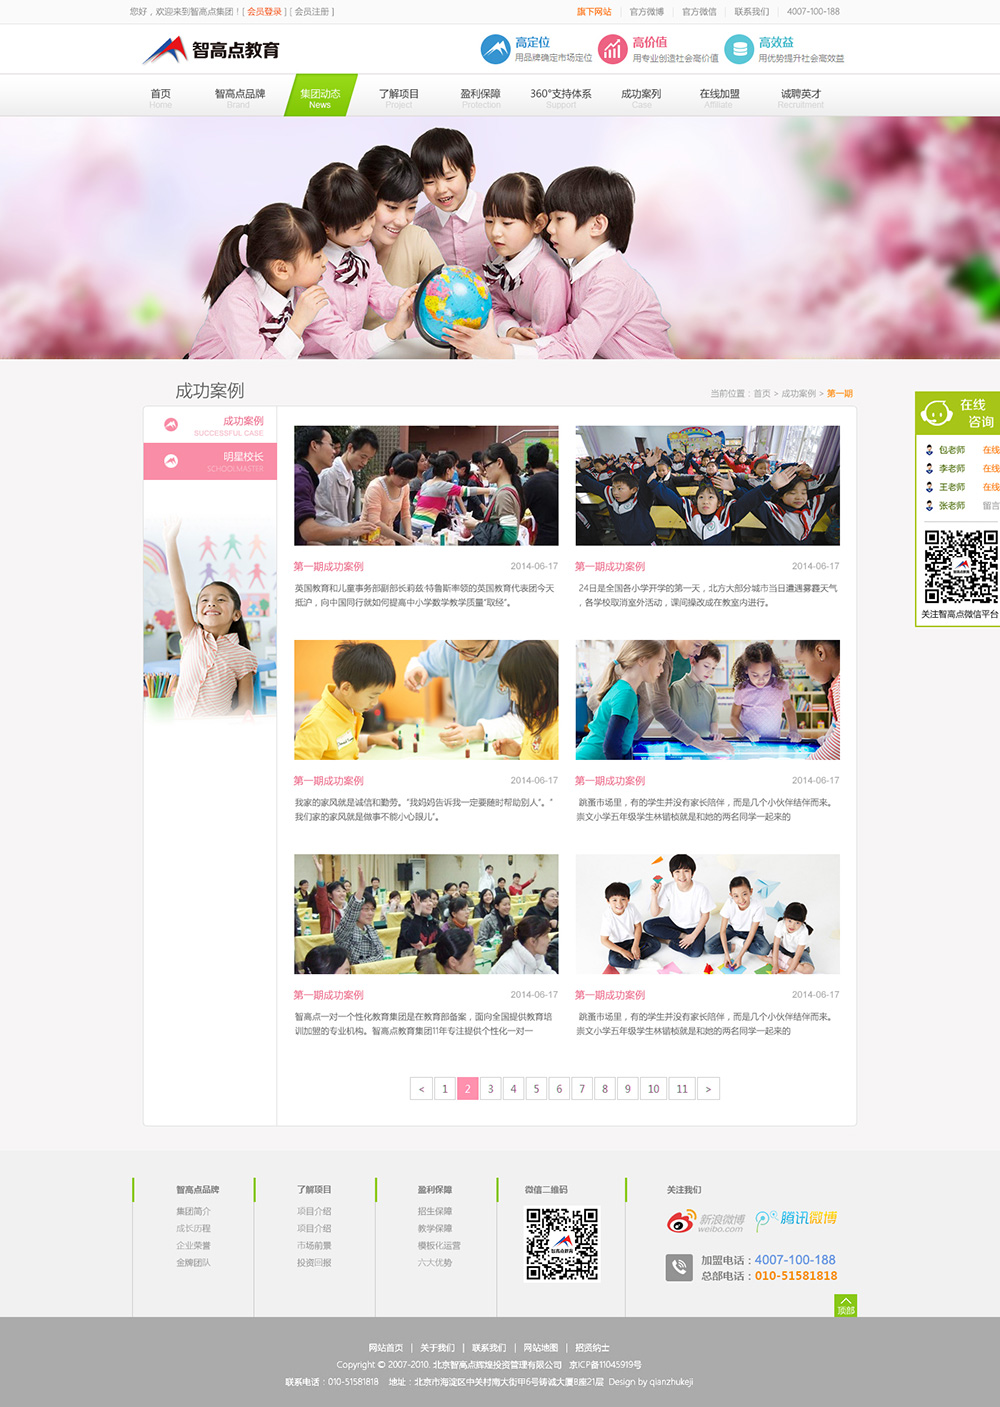 您好，欢迎来到智高点集团！[ 会员登录 ] [ 会员注册 ]
旗下网站 | 官方微博 | 官方微信 | 联系我们 | 4007-100-188
智高点教育
高定位
用品牌确定市场定位
高价值
用专业创造社会高价值
高效益
用优势提升社会高效益
首页 智高点品牌 集团动态 了解项目 盈利保障 360°支持体系 成功案列 在线加盟 诚聘英才
Home Brand News Project Protection Support Case Affiliate Recruitment
成功案例
当前位置：首页 > 成功案例 > 第一期
成功案例
SUCCESSFUL CASE
明星校长
SCHOOLMASTER
第一期成功案例 2014-06-17
英国教育和儿童事务部副部长莉兹·特鲁斯率领的英国教育代表团今天
抵沪，向中国同行就如何提高中小学数学教学质量“取经”。
第一期成功案例 2014-06-17
24日是全国各小学开学的第一天，北方大部分城市当日遭遇雾霾天气
，各学校取消室外活动，课间操改成在教室内进行。
第一期成功案例 2014-06-17
我家的家风就是诚信和勤劳。“我妈妈告诉我一定要随时帮助别人”。“
我们家的家风就是做事不能小心眼儿”。
第一期成功案例 2014-06-17
跳蚤市场里，有的学生并没有家长陪伴，而是几个小伙伴结伴而来。
崇文小学五年级学生林锴桢就是和她的两名同学一起来的
第一期成功案例 2014-06-17
智高点一对一个性化教育集团是在教育部备案，面向全国提供教育培
训加盟的专业机构。智高点教育集团11年专注提供个性化一对一
第一期成功案例 2014-06-17
跳蚤市场里，有的学生并没有家长陪伴，而是几个小伙伴结伴而来。
崇文小学五年级学生林锴桢就是和她的两名同学一起来的
< 1 2 3 4 5 6 7 8 9 10 11 >
在线
咨询
包老师 在线
李老师 在线
王老师 在线
张老师 留言
关注智高点微信平台
智高点品牌
集团简介
成长历程
企业荣誉
金牌团队
了解项目
项目介绍
项目介绍
市场前景
投资回报
盈利保障
招生保障
教学保障
模板化运营
六大优势
微信二维码
智高点教育
关注我们
新浪微博
weibo.com
腾讯微博
加盟电话：4007-100-188
总部电话：010-51581818
顶部
网站首页 | 关于我们 | 联系我们 | 网站地图 | 招贤纳士
Copyright © 2007-2010. 北京智高点辉煌投资管理有限公司 京ICP备11045919号
联系电话：010-51581818 地址：北京市海淀区中关村南大街甲6号铸诚大厦B座21层 Design by qianzhukeji